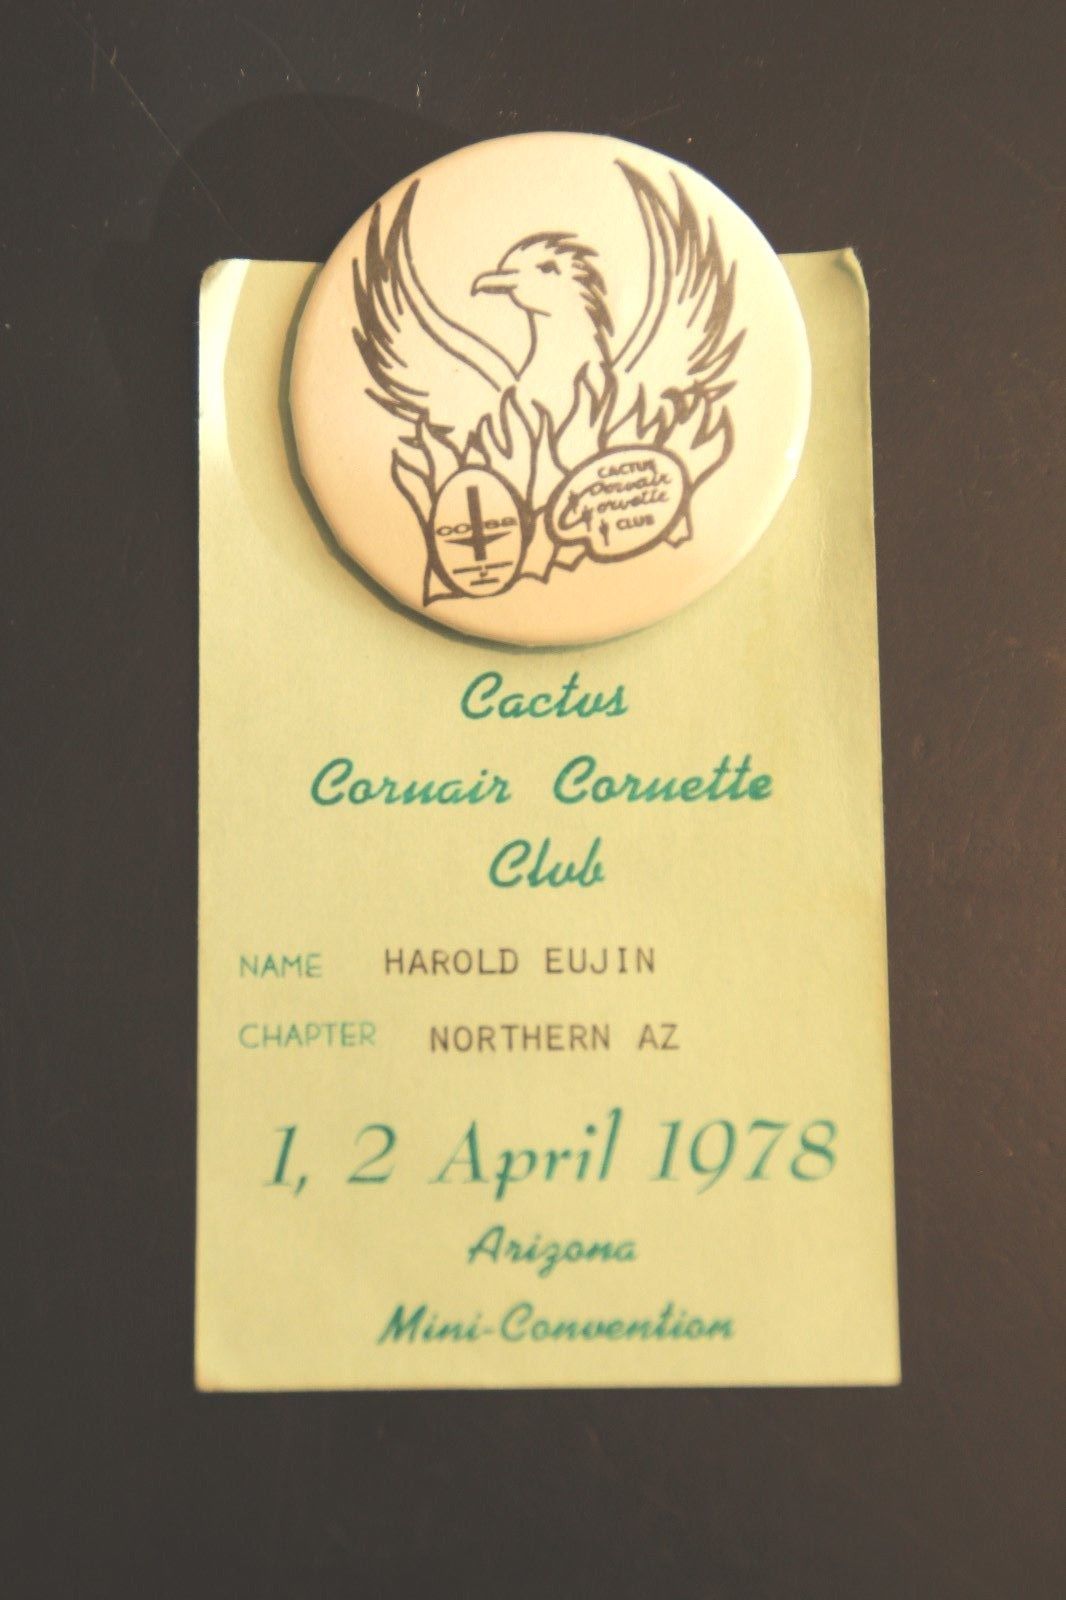 CACTUS
Corvair
Corvette
CLUB
Cactus
Corvair Corvette
Club
NAME HAROLD EUJIN
CHAPTER NORTHERN AZ
1, 2 April 1978
Arizona
Mini-Convention